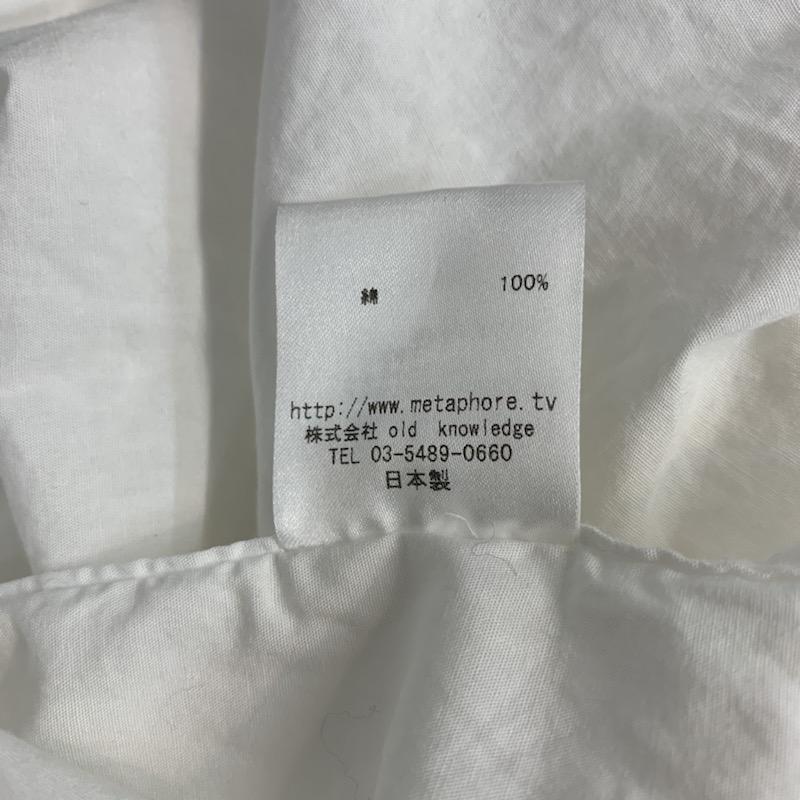 綿 100%
http://www.metaphore.tv
株式会社 old knowledge
TEL 03-5489-0660
日本製